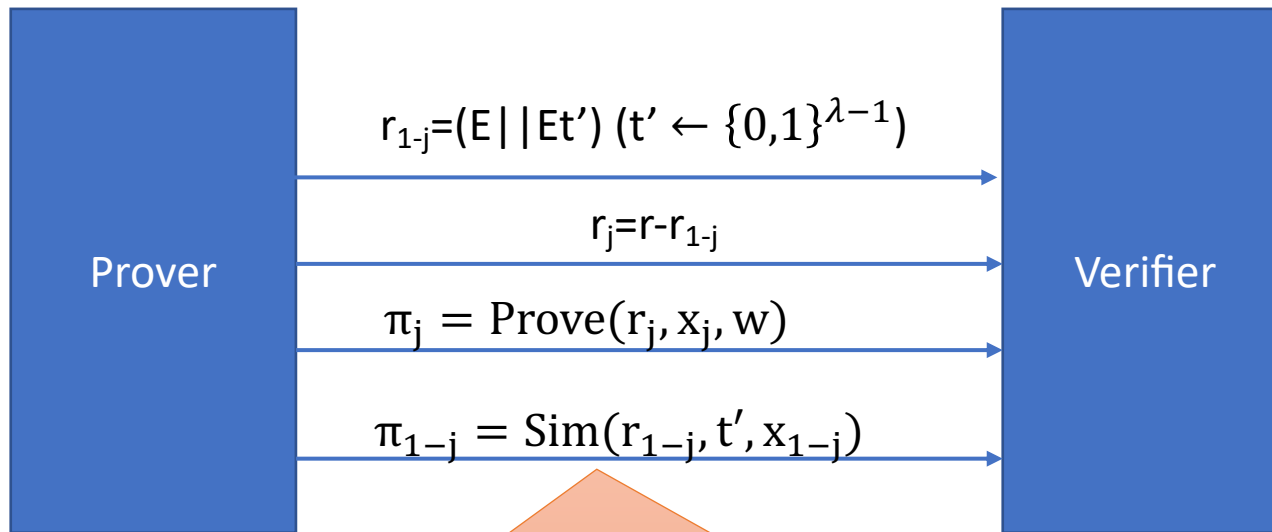 r₁₋ⱼ=(E||Et’) (t’ ← {0,1}^{λ−1})
rⱼ=r-r₁₋ⱼ
Prover
Verifier
πⱼ = Prove(rⱼ, xⱼ, w)
π₁₋ⱼ = Sim(r₁₋ⱼ, t′, x₁₋ⱼ)